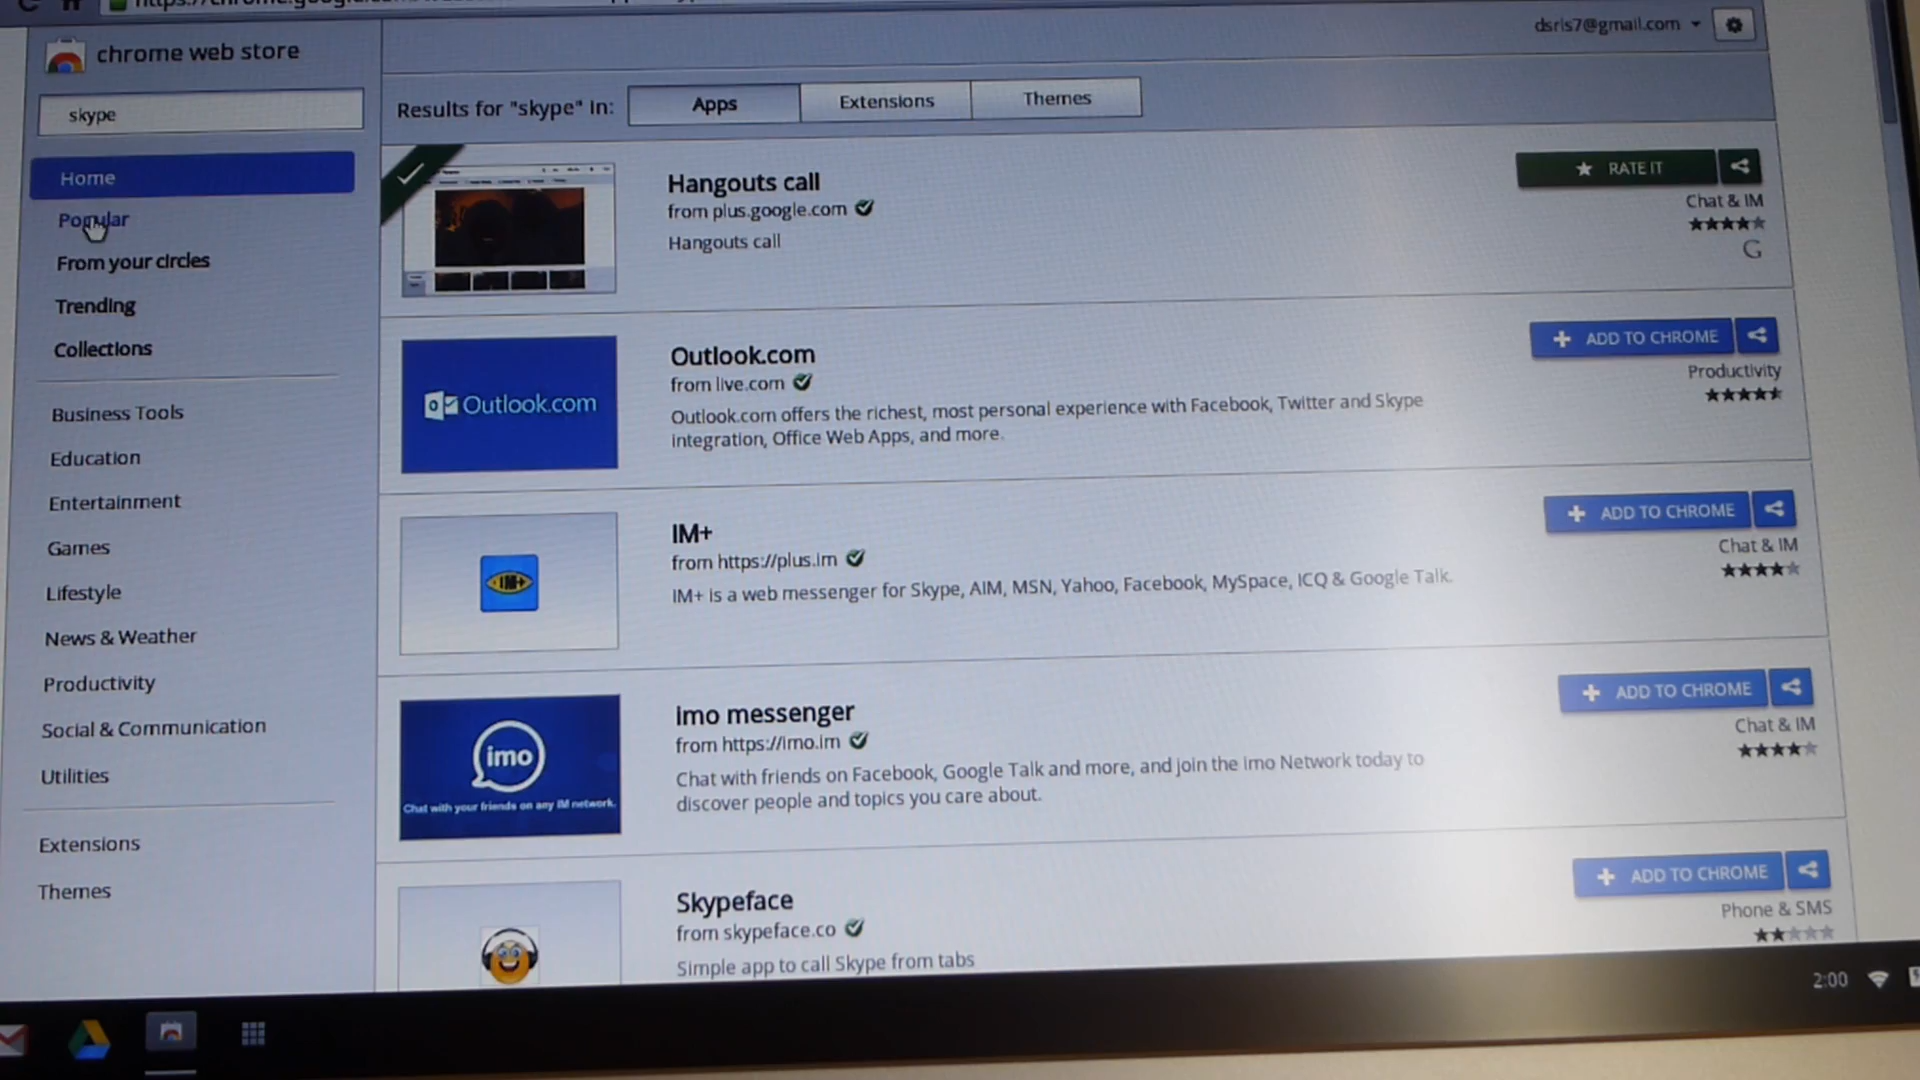 chrome web store
dsris7@gmail.com
skype
Results for "skype" in:
Apps
Extensions
Themes
Home
Popular
From your circles
Trending
Collections
Business Tools
Education
Entertainment
Games
Lifestyle
News & Weather
Productivity
Social & Communication
Utilities
Extensions
Themes
Hangouts call
from plus.google.com
Hangouts call
RATE IT
Chat & IM
Outlook.com
Outlook.com
from live.com
Outlook.com offers the richest, most personal experience with Facebook, Twitter and Skype
integration, Office Web Apps, and more.
ADD TO CHROME
Productivity
IM+
IM+
from https://plus.im
IM+ is a web messenger for Skype, AIM, MSN, Yahoo, Facebook, MySpace, ICQ & Google Talk.
ADD TO CHROME
Chat & IM
imo
Chat with your friends on any IM network.
imo messenger
from https://imo.im
Chat with friends on Facebook, Google Talk and more, and join the imo Network today to
discover people and topics you care about.
ADD TO CHROME
Chat & IM
Skypeface
from skypeface.co
Simple app to call Skype from tabs
ADD TO CHROME
Phone & SMS
2:00